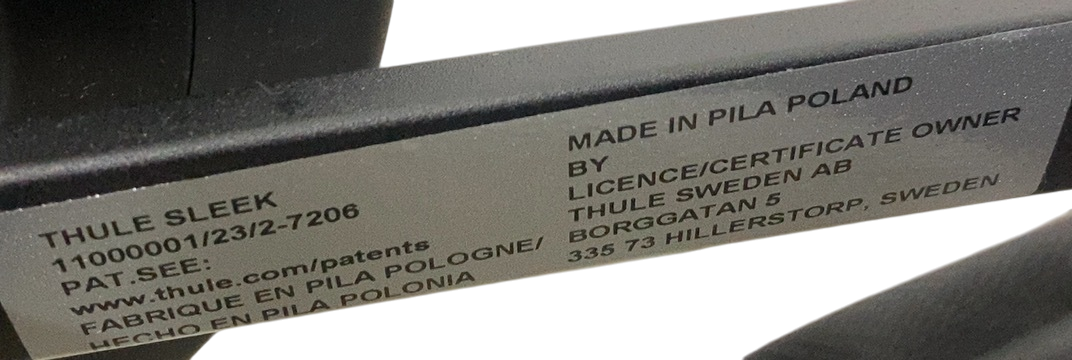 THULE SLEEK
11000001/23/2-7206
PAT.SEE:
www.thule.com/patents
FABRIQUE EN PILA POLOGNE/
HECHO EN PILA POLONIA
MADE IN PILA POLAND
BY
LICENCE/CERTIFICATE OWNER
THULE SWEDEN AB
BORGGATAN 5
335 73 HILLERSTORP, SWEDEN